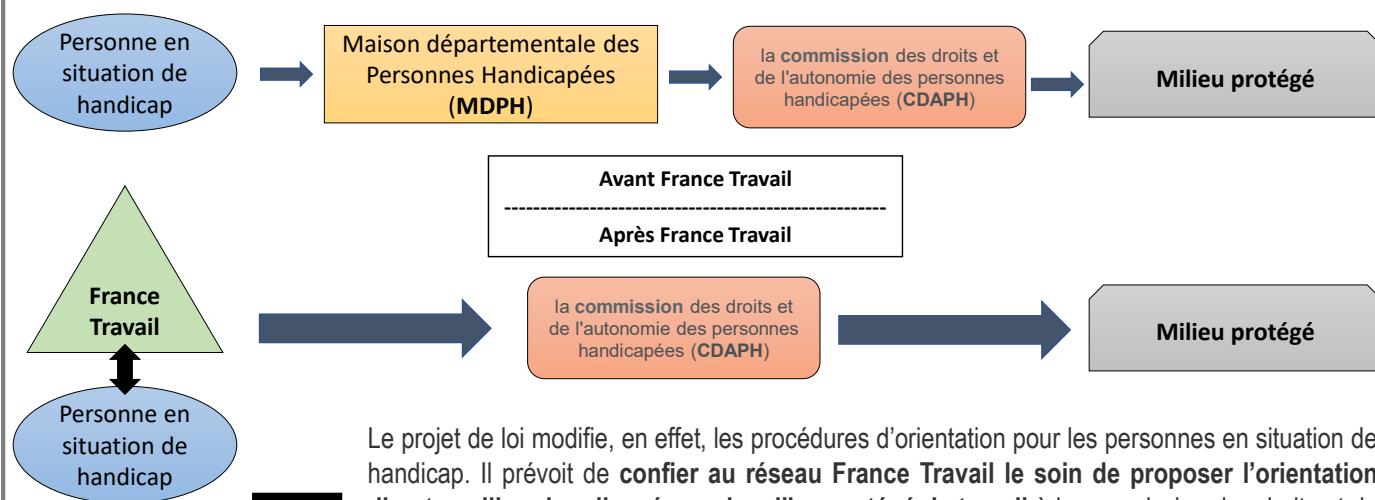 Personne en
situation de
handicap
Maison départementale des
Personnes Handicapées
(MDPH)
la commission des droits et
de l'autonomie des personnes
handicapées (CDAPH)
Milieu protégé
Avant France Travail
----------------------------------------------------
Après France Travail
France
Travail
la commission des droits et
de l'autonomie des personnes
handicapées (CDAPH)
Milieu protégé
Personne en
situation de
handicap
Le projet de loi modifie, en effet, les procédures d'orientation pour les personnes en situation de
handicap. Il prévoit de confier au réseau France Travail le soin de proposer l'orientation